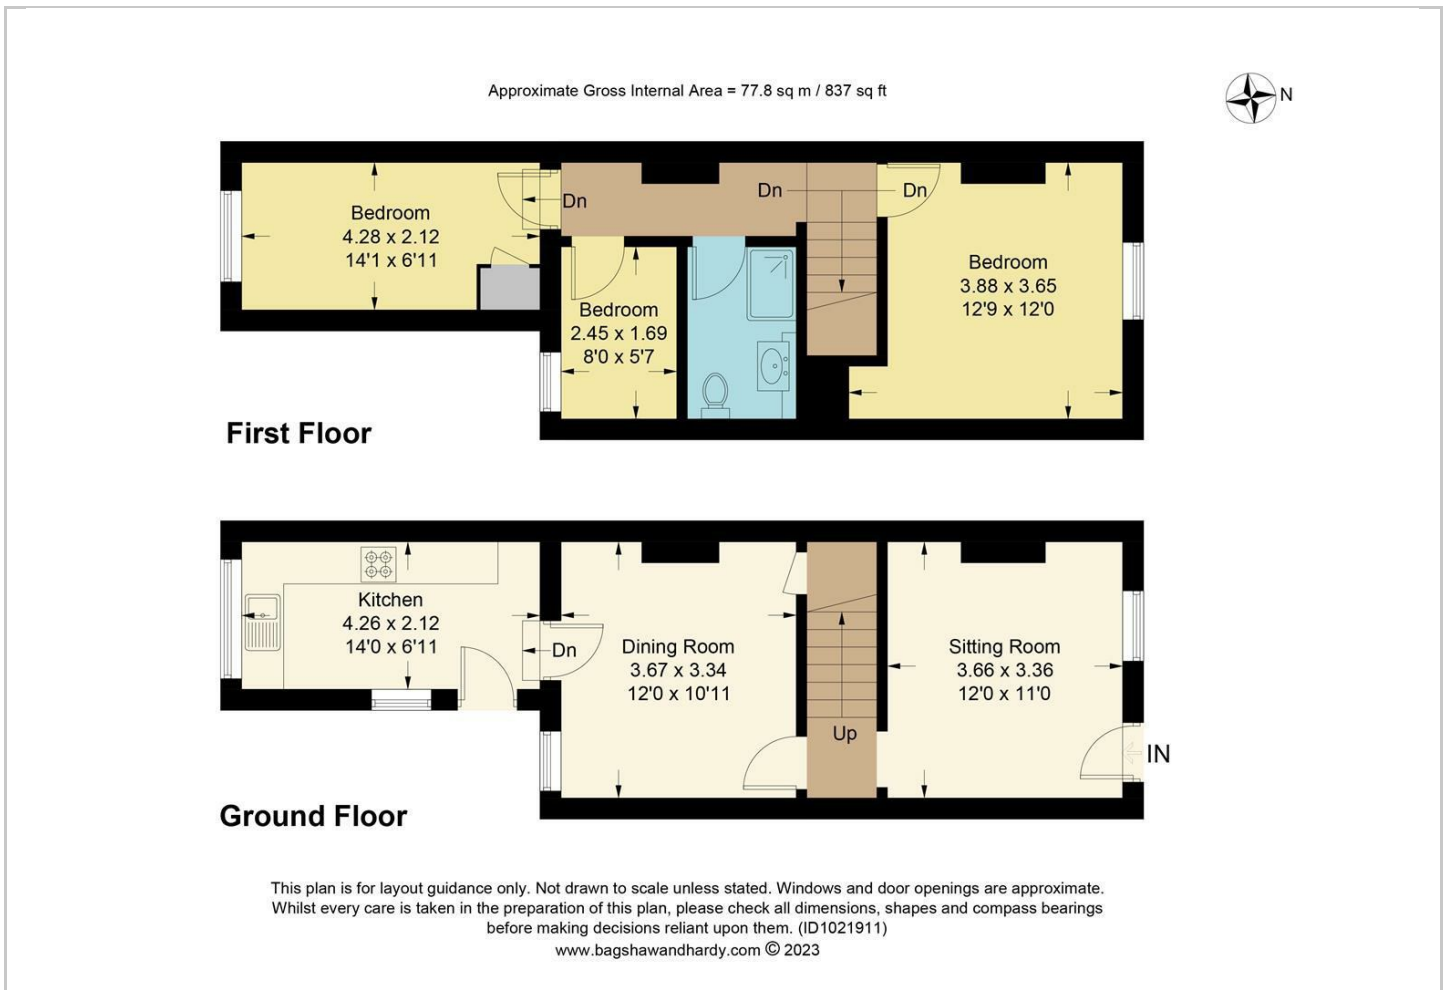 Approximate Gross Internal Area = 77.8 sq m / 837 sq ft
N
Bedroom
4.28 x 2.12
14'1 x 6'11
Dn
Dn
Dn
Bedroom
2.45 x 1.69
8'0 x 5'7
Bedroom
3.88 x 3.65
12'9 x 12'0
First Floor
Kitchen
4.26 x 2.12
14'0 x 6'11
Dn
Dining Room
3.67 x 3.34
12'0 x 10'11
Up
Sitting Room
3.66 x 3.36
12'0 x 11'0
IN
Ground Floor
This plan is for layout guidance only. Not drawn to scale unless stated. Windows and door openings are approximate.
Whilst every care is taken in the preparation of this plan, please check all dimensions, shapes and compass bearings
before making decisions reliant upon them. (ID1021911)
www.bagshawandhardy.com © 2023